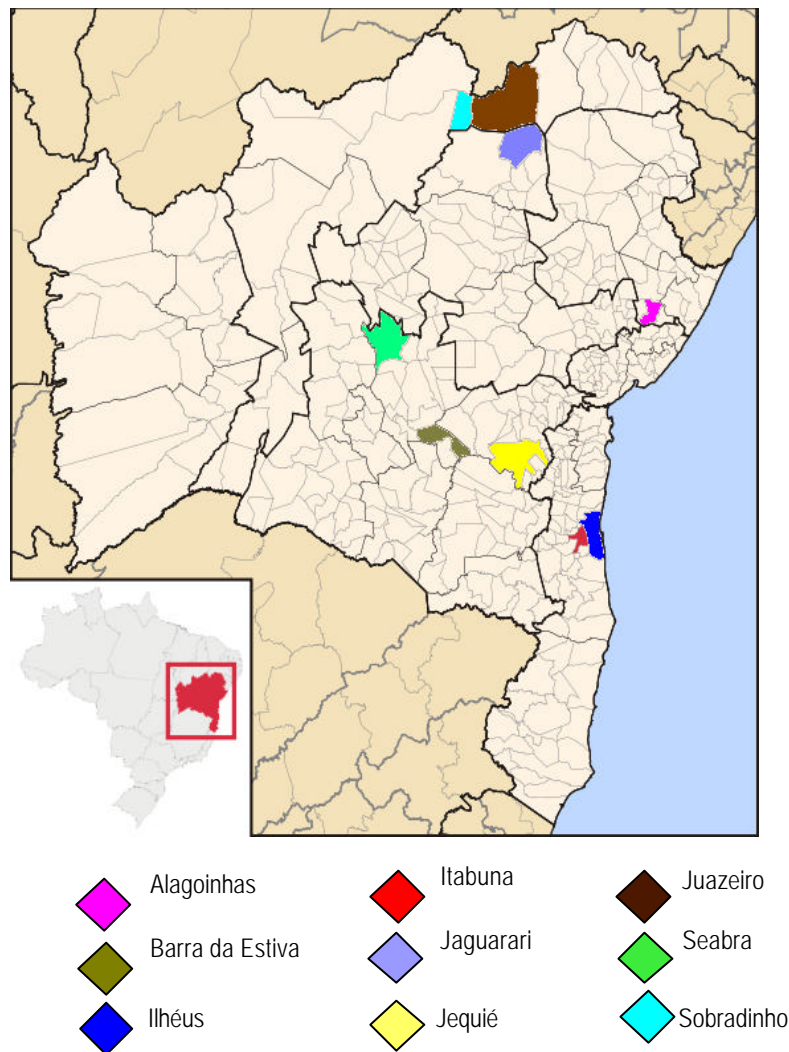 Alagoinhas
Itabuna
Juazeiro
Barra da Estiva
Jaguarari
Seabra
Ilhéus
Jequié
Sobradinho